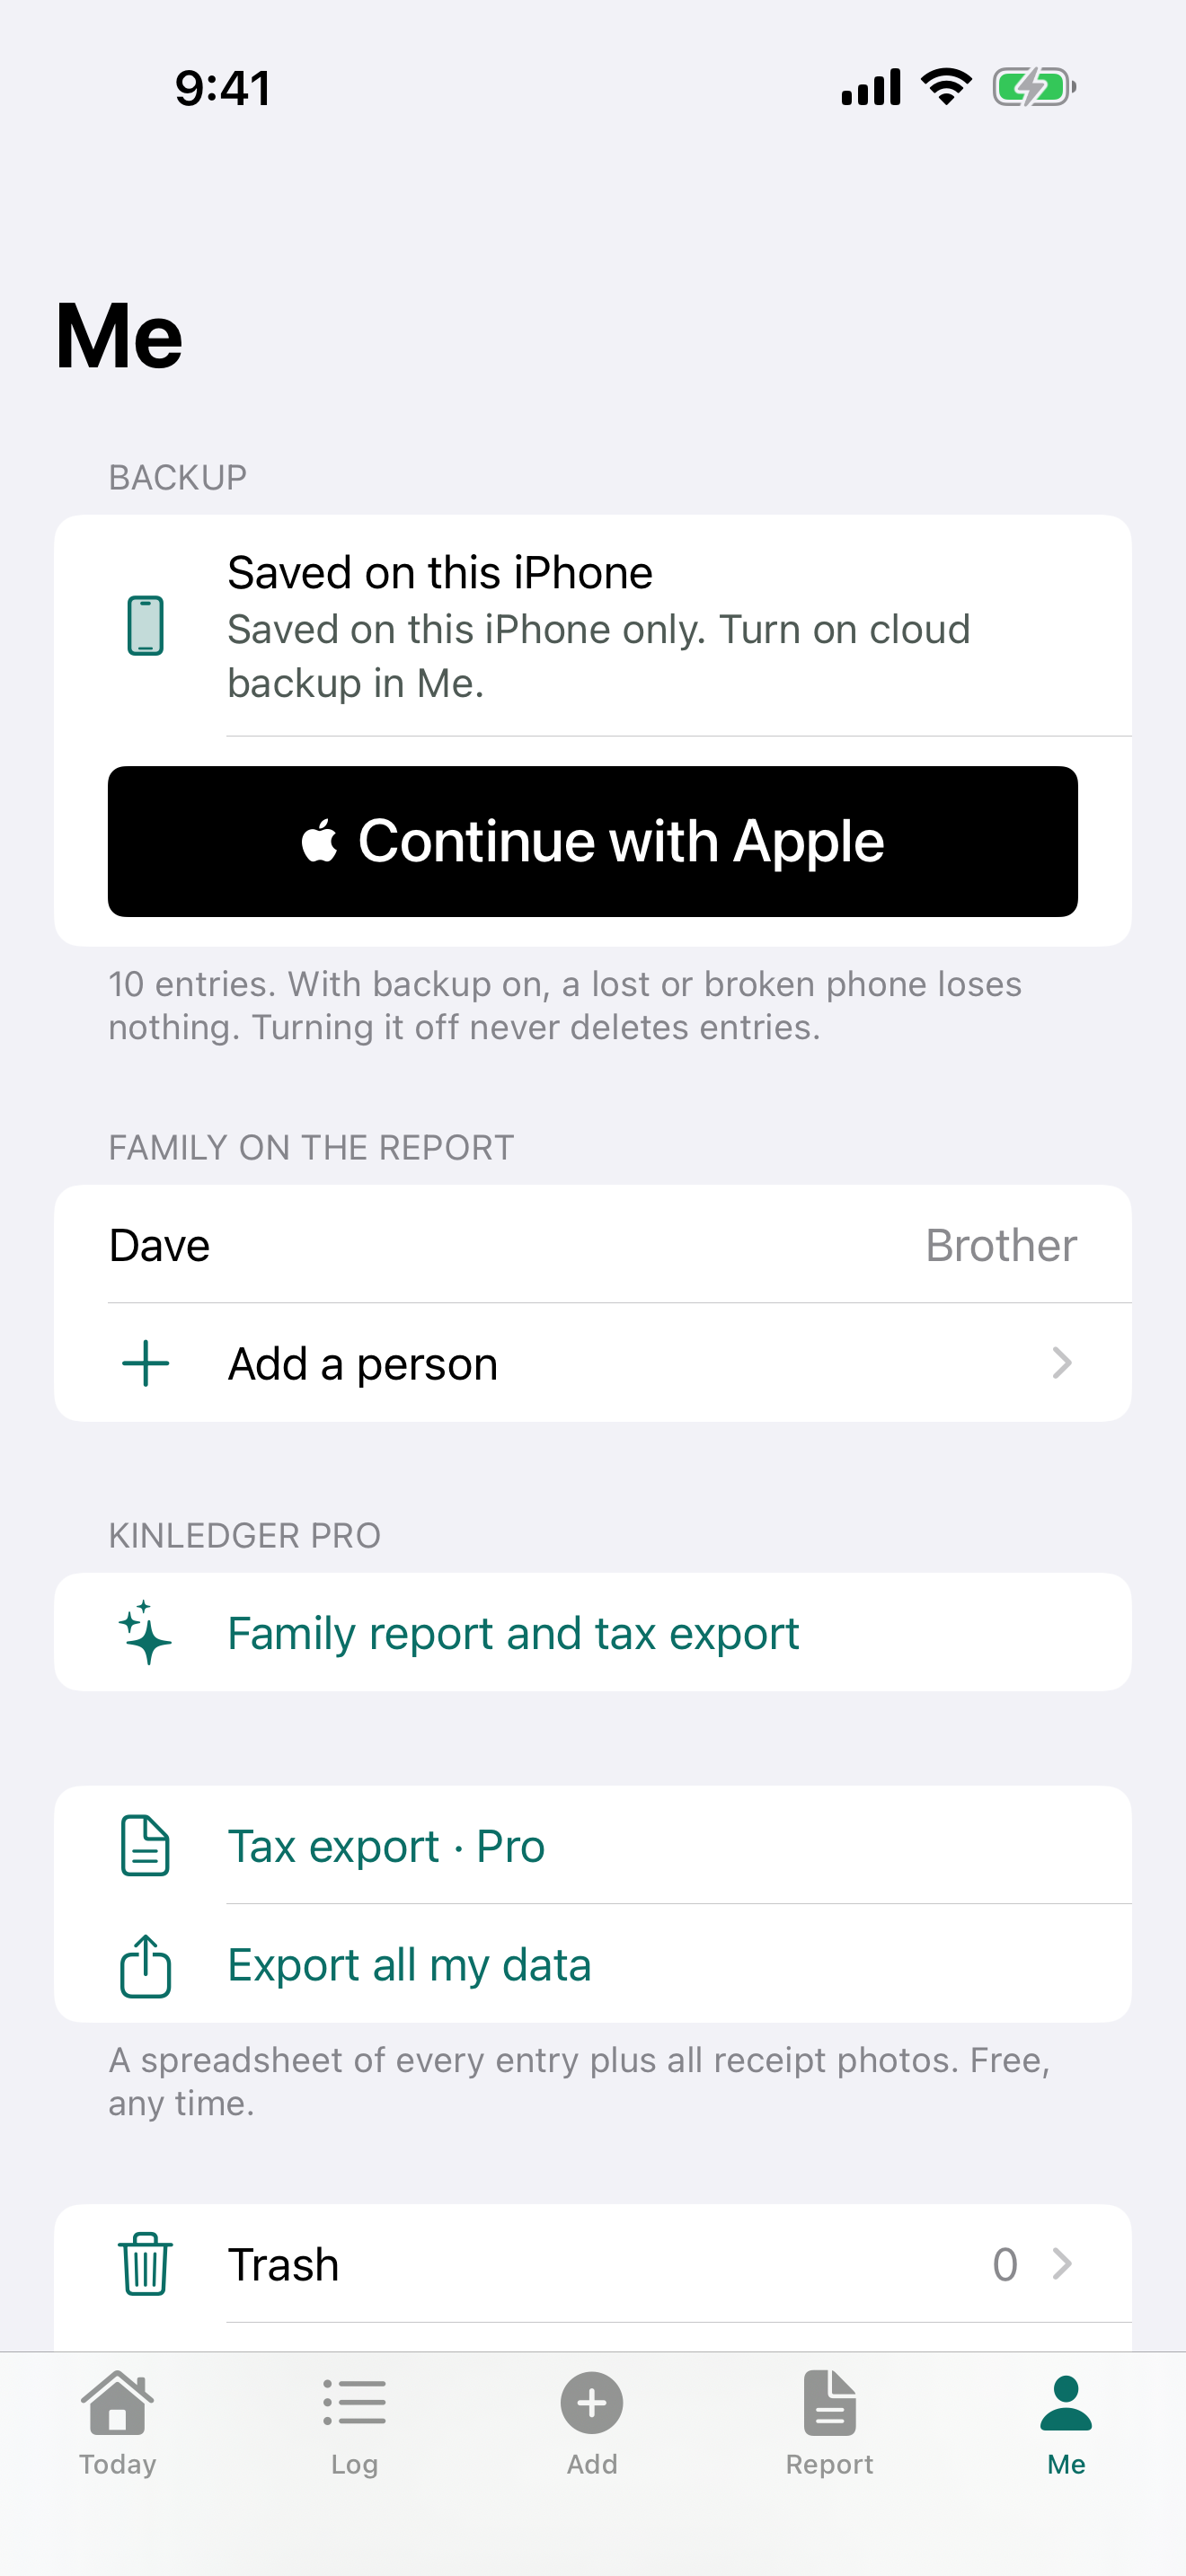 9:41
Me
BACKUP
Saved on this iPhone
Saved on this iPhone only. Turn on cloud
backup in Me.
Continue with Apple
10 entries. With backup on, a lost or broken phone loses
nothing. Turning it off never deletes entries.
FAMILY ON THE REPORT
Dave Brother
Add a person
KINLEDGER PRO
Family report and tax export
Tax export · Pro
Export all my data
A spreadsheet of every entry plus all receipt photos. Free,
any time.
Trash 0
Today Log Add Report Me